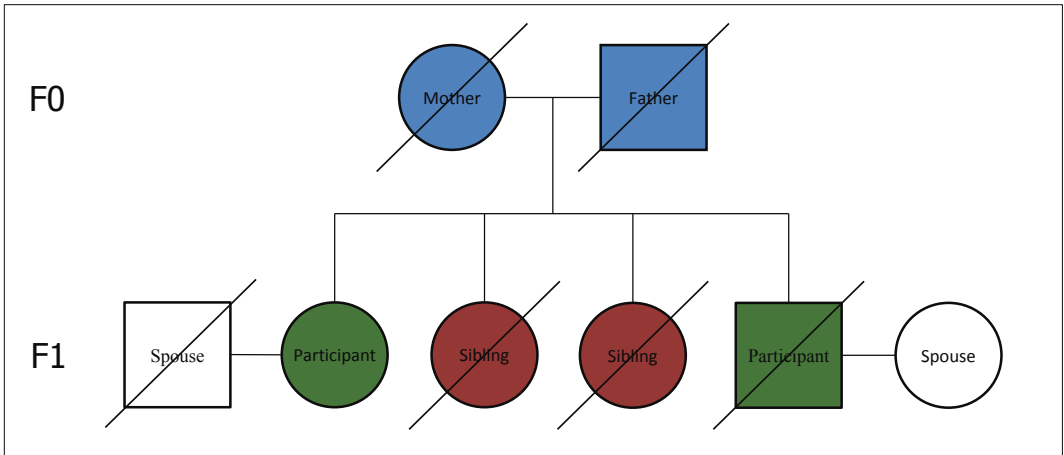 F0
Mother
Father
F1
Spouse
Participant
Sibling
Sibling
Participant
Spouse